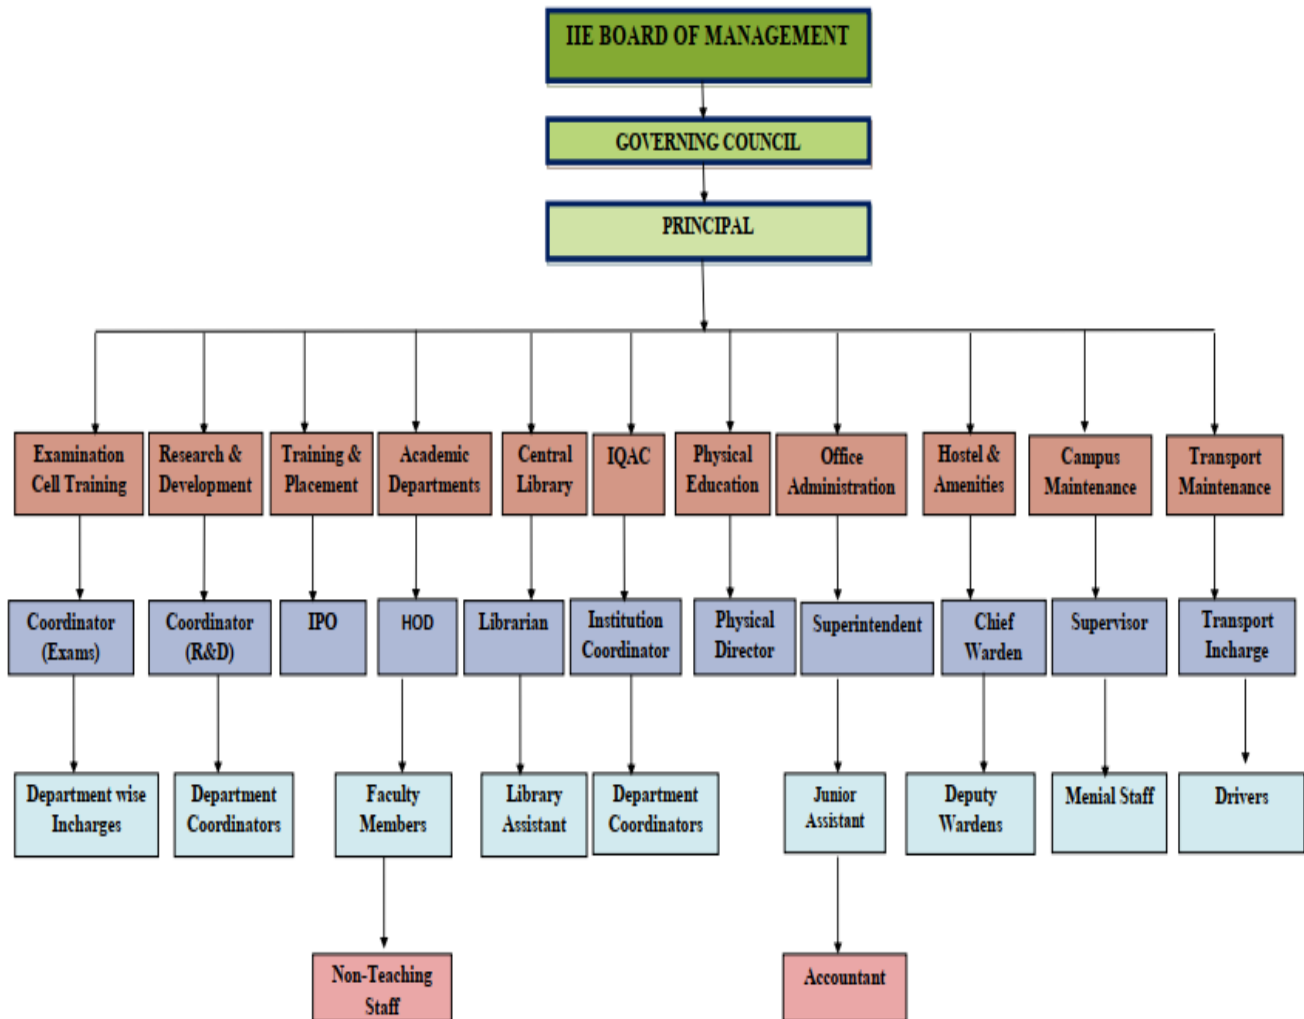 IIE BOARD OF MANAGEMENT
GOVERNING COUNCIL
PRINCIPAL
Examination
Cell Training
Research &
Development
Training &
Placement
Academic
Departments
Central
Library
IQAC
Physical
Education
Office
Administration
Hostel &
Amenities
Campus
Maintenance
Transport
Maintenance
Coordinator
(Exams)
Coordinator
(R&D)
IPO
HOD
Librarian
Institution
Coordinator
Physical
Director
Superintendent
Chief
Warden
Supervisor
Transport
Incharge
Department wise
Incharges
Department
Coordinators
Faculty
Members
Library
Assistant
Department
Coordinators
Junior
Assistant
Deputy
Wardens
Menial Staff
Drivers
Non-Teaching
Staff
Accountant